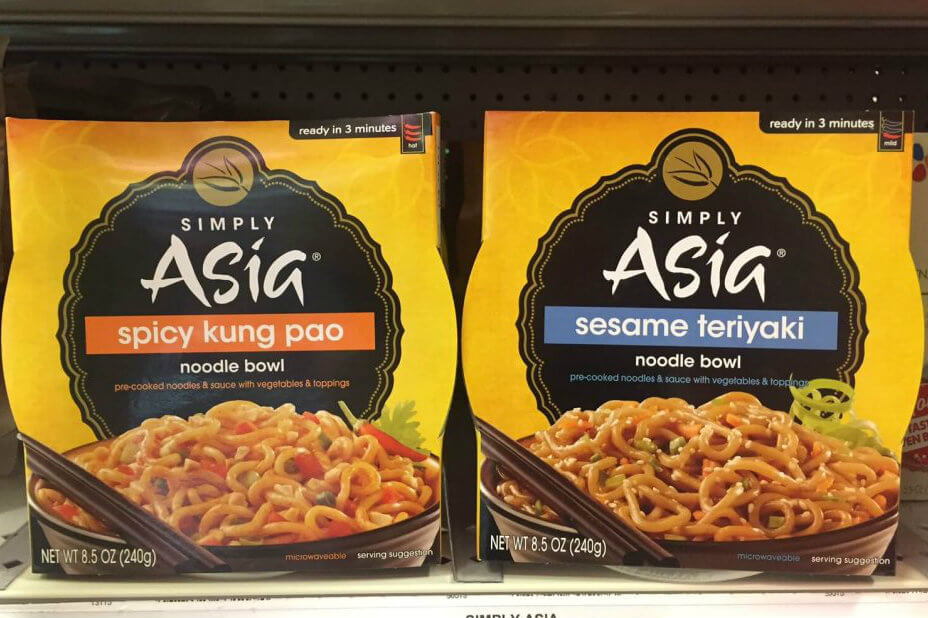 ready in 3 minutes
hot
SIMPLY
Asia®
spicy kung pao
noodle bowl
pre-cooked noodles & sauce with vegetables & toppings
NET WT 8.5 OZ (240g)
microwaveable
serving suggestion
ready in 3 minutes
mild
SIMPLY
Asia®
sesame teriyaki
noodle bowl
pre-cooked noodles & sauce with vegetables & toppings
NET WT 8.5 OZ (240g)
microwaveable
serving suggestion
SIMPLY ASIA